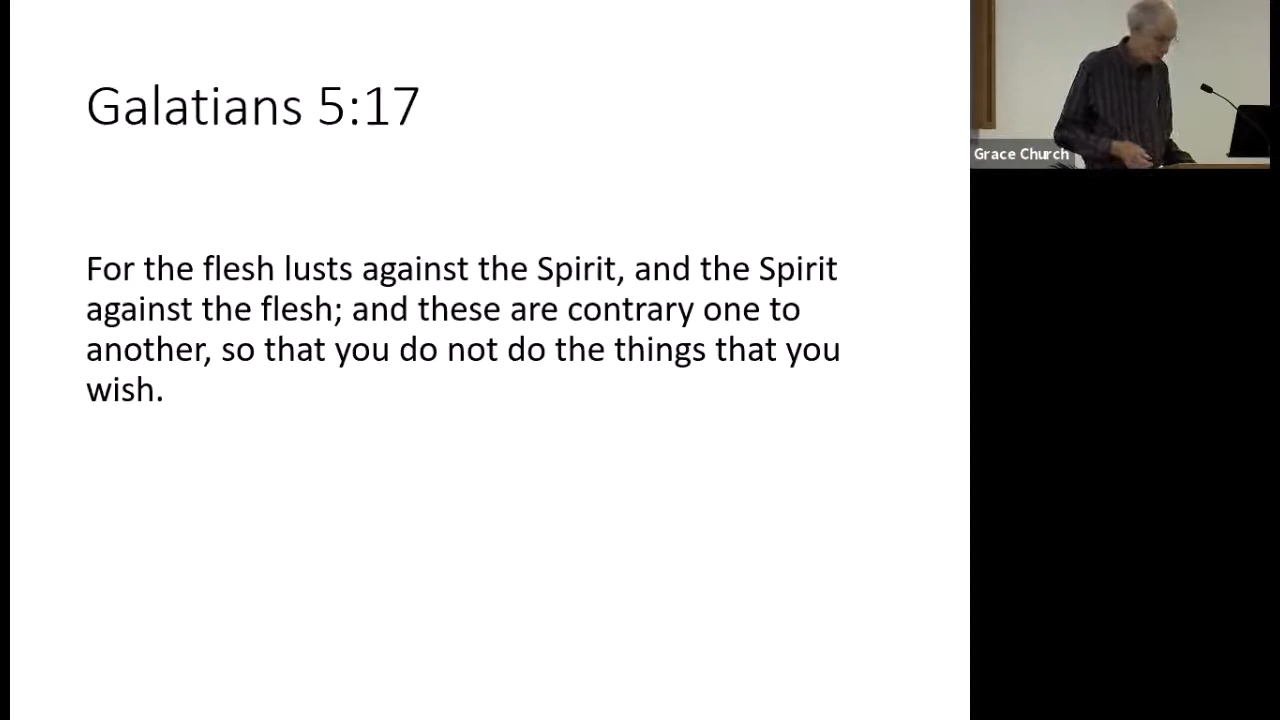 Galatians 5:17
For the flesh lusts against the Spirit, and the Spirit
against the flesh; and these are contrary one to
another, so that you do not do the things that you
wish.
Grace Church